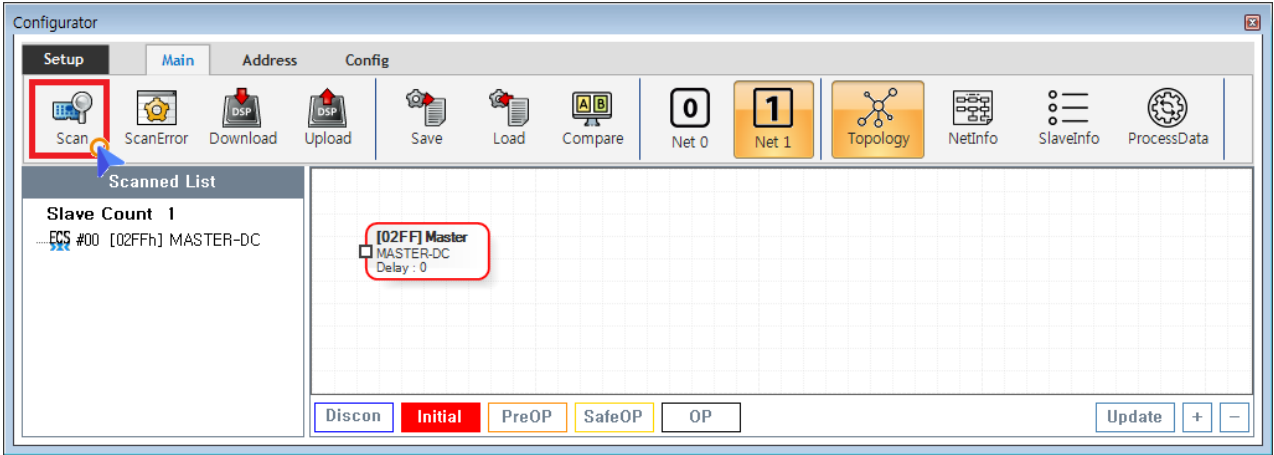 Configurator
Setup Main Address Config
DSP DSP A B 0 1
Scan ScanError Download Upload Save Load Compare Net 0 Net 1 Topology NetInfo SlaveInfo ProcessData
Scanned List
Slave Count 1
ECS #00 [02FFh] MASTER-DC
[02FF] Master
MASTER-DC
Delay : 0
Discon Initial PreOP SafeOP OP Update + −